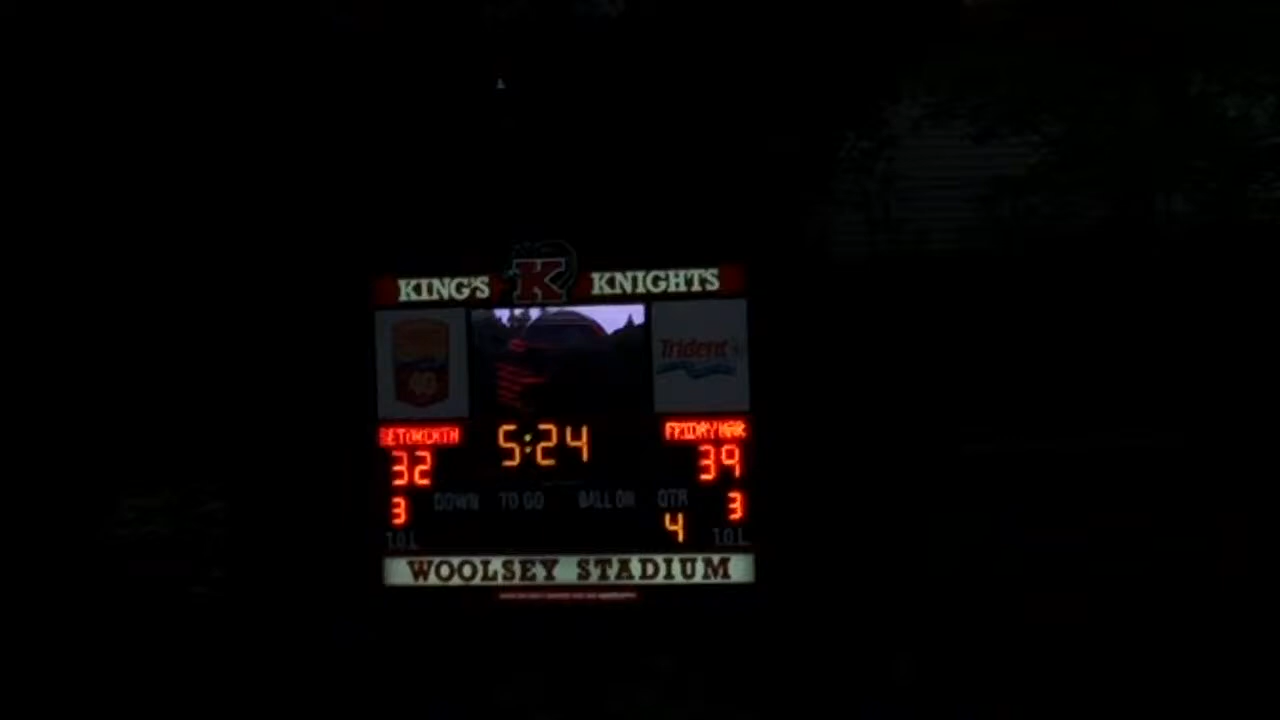 KING'S K KNIGHTS
Trident
5:24
32 39
DOWN TO GO BALL ON QTR
3 4 3
T.O.L. T.O.L.
WOOLSEY STADIUM